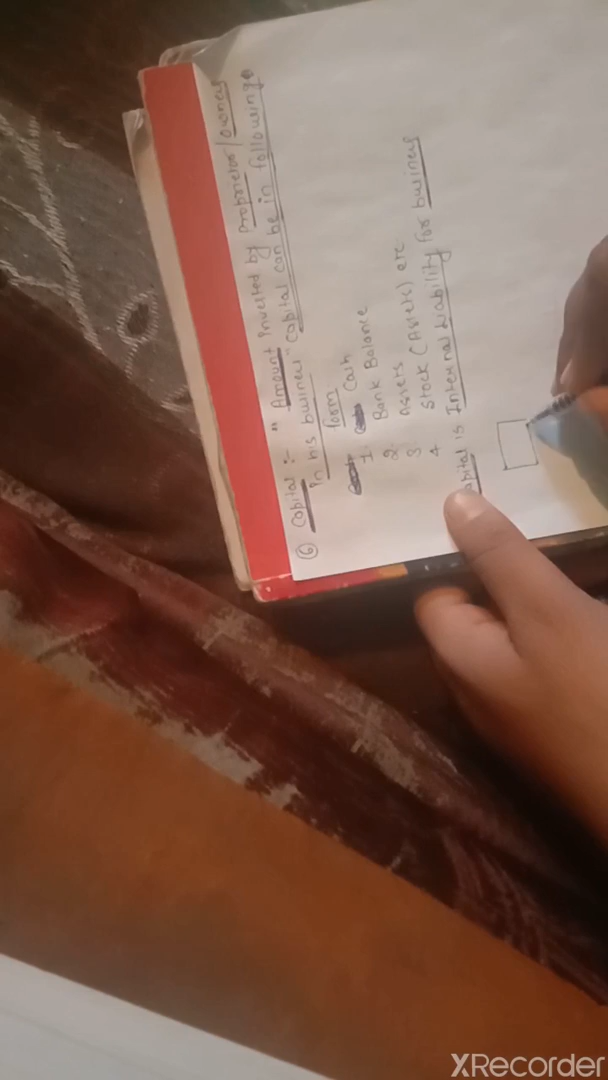 ⑥ Capital :- " Amount Invested by Proprietor/owner
in his business" Capital can be in following
form
1. Cash
2. Bank Balance
3. Assets
4 Stock (Assets) etc.
apital is Internal Liability for business
XRecorder